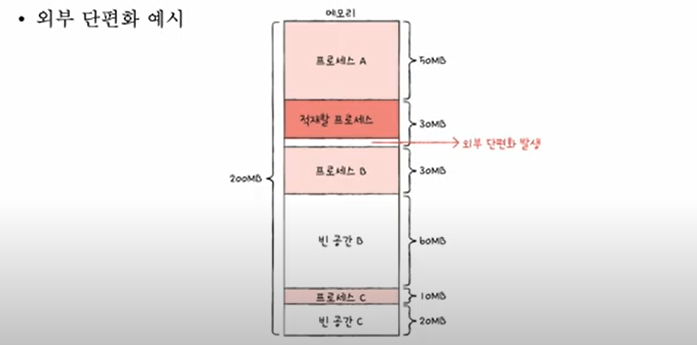 • 외부 단편화 예시
메모리
프로세스 A
50MB
적재할 프로세스
30MB
외부 단편화 발생
프로세스 B
30MB
200MB
빈 공간 B
60MB
프로세스 C
10MB
빈 공간 C
20MB